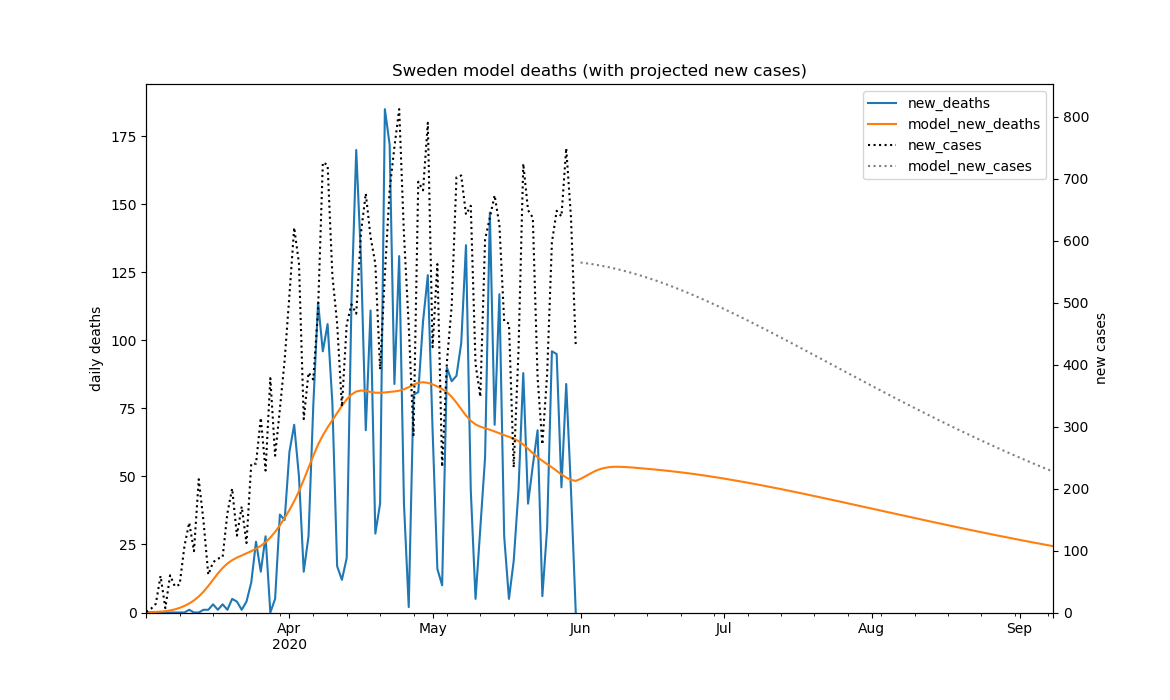 Sweden model deaths (with projected new cases)
new_deaths
model_new_deaths
new_cases
model_new_cases
175
150
125
100
75
50
25
0
daily deaths
800
700
600
500
400
300
200
100
0
new cases
Apr
2020
May
Jun
Jul
Aug
Sep